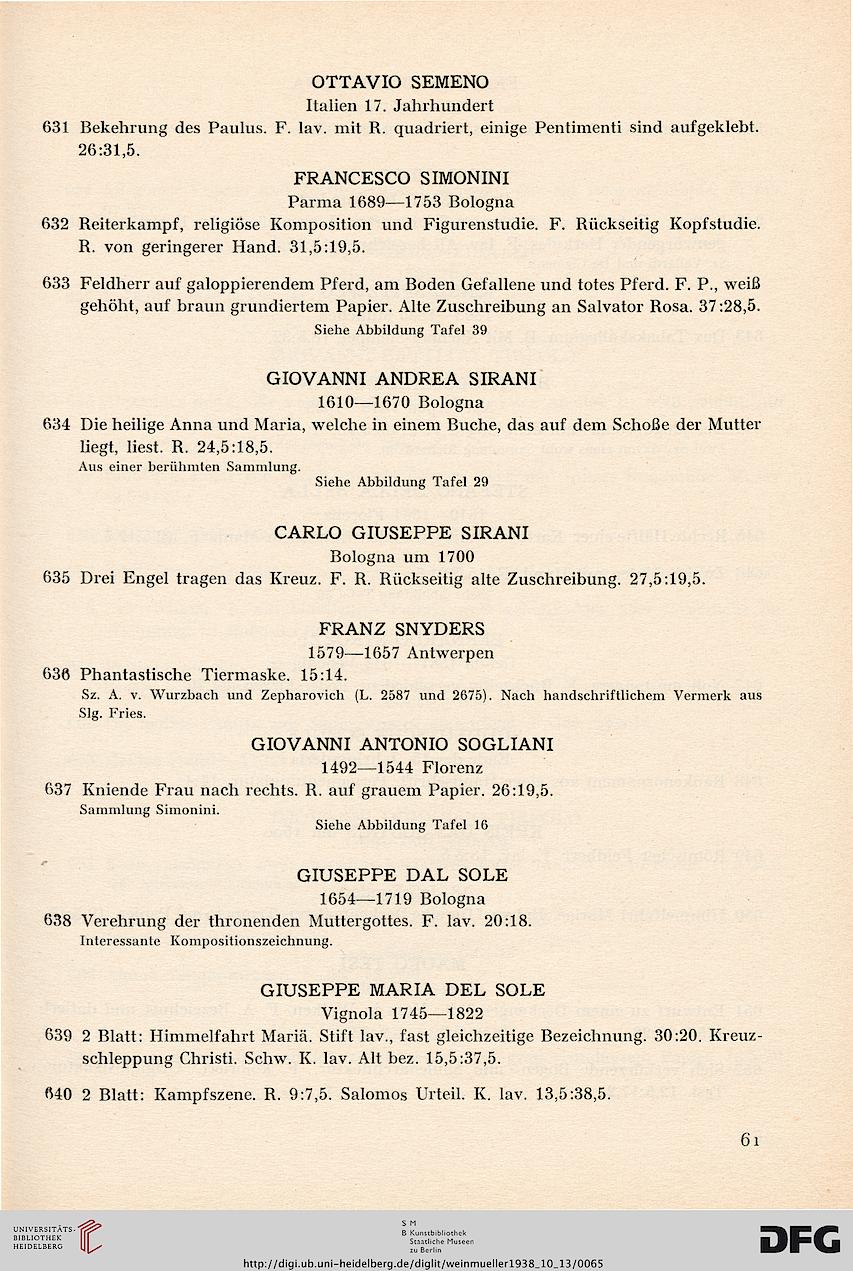 OTTAVIO SEMENO
Italien 17. Jahrhundert
631 Bekehrung des Paulus. F. lav. mit R. quadriert, einige Pentimenti sind aufgeklebt.
26:31,5.
FRANCESCO SIMONINI
Parma 1689—1753 Bologna
632 Reiterkampf, religiöse Komposition und Figurenstudie. F. Rückseitig Kopfstudie.
R. von geringerer Hand. 31,5:19,5.
633 Feldherr auf galoppierendem Pferd, am Boden Gefallene und totes Pferd. F. P., weiß
gehöht, auf braun grundiertem Papier. Alte Zuschreibung an Salvator Rosa. 37:28,5.
Siehe Abbildung Tafel 39
GIOVANNI ANDREA SIRANI
1610—1670 Bologna
634 Die heilige Anna und Maria, welche in einem Buche, das auf dem Schoße der Mutter
liegt, liest. R. 24,5:18,5.
Aus einer berühmten Sammlung.
Siehe Abbildung Tafel 29
CARLO GIUSEPPE SIRANI
Bologna um 1700
635 Drei Engel tragen das Kreuz. F. R. Rückseitig alte Zuschreibung. 27,5:19,5.
FRANZ SNYDERS
1579—1657 Antwerpen
636 Phantastische Tiermaske. 15:14.
Sz. A. v. Wurzbach und Zepharovich (L. 2587 und 2675). Nach handschriftlichem Vermerk aus
Slg. Fries.
GIOVANNI ANTONIO SOGLIANI
1492—1544 Florenz
637 Kniende Frau nach rechts. R. auf grauem Papier. 26:19,5.
Sammlung Simonini.
Siehe Abbildung Tafel 16
GIUSEPPE DAL SOLE
1654—1719 Bologna
638 Verehrung der thronenden Muttergottes. F. lav. 20:18.
Interessante Kompositionszeichnung.
GIUSEPPE MARIA DEL SOLE
Vignola 1745—1822
639 2 Blatt: Himmelfahrt Mariä. Stift lav., fast gleichzeitige Bezeichnung. 30:20. Kreuz-
schleppung Christi. Schw. K. lav. Alt bez. 15,5:37,5.
640 2 Blatt: Kampfszene. R. 9:7,5. Salomos Urteil. K. lav. 13,5:38,5.
61
UNIVERSITÄTS-
BIBLIOTHEK
HEIDELBERG
S M
B Kunstbibliothek
Staatliche Museen
zu Berlin
DFG
http://digi.ub.uni-heidelberg.de/diglit/weinmueller1938_10_13/0065